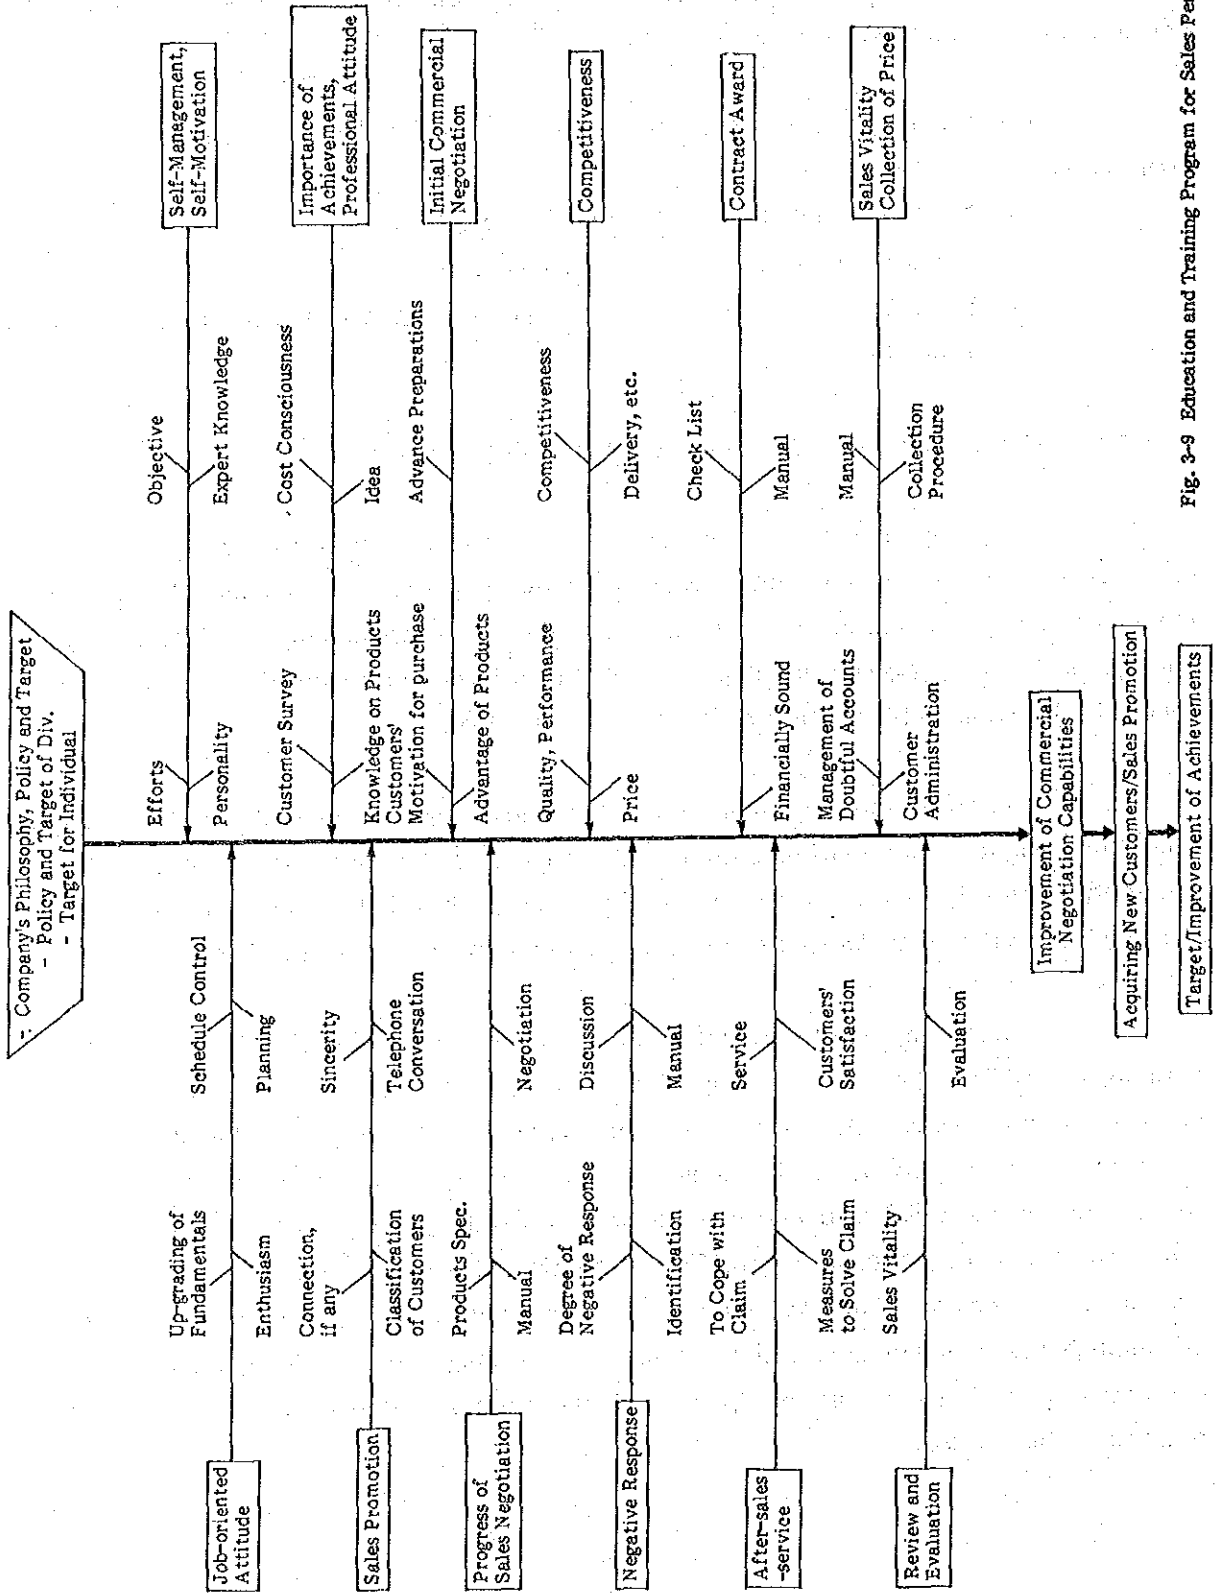 - Company's Philosophy, Policy and Target
- Policy and Target of Div.
- Target for Individual
Self-Management,
Self-Motivation
Objective
Expert Knowledge
Efforts
Personality
Up-grading of
Fundamentals
Enthusiasm
Schedule Control
Planning
Job-oriented
Attitude
Importance of
Achievements,
Professional Attitude
Cost Consciousness
Idea
Customer Survey
Knowledge on Products
Connection,
if any
Classification
of Customers
Sincerity
Telephone
Conversation
Sales Promotion
Initial Commercial
Negotiation
Advance Preparations
Customers'
Motivation for purchase
Advantage of Products
Products Spec.
Manual
Negotiation
Progress of
Sales Negotiation
Competitiveness
Competitiveness
Delivery, etc.
Quality, Performance
Price
Degree of
Negative Response
Identification
Discussion
Manual
Negative Response
Contract Award
Check List
Manual
Financially Sound
To Cope with
Claim
Measures
to Solve Claim
Service
Customers'
Satisfaction
After-sales
-service
Sales Vitality
Collection of Price
Manual
Collection
Procedure
Management of
Doubtful Accounts
Customer
Administration
Sales Vitality
Evaluation
Review and
Evaluation
Improvement of Commercial
Negotiation Capabilities
Acquiring New Customers/Sales Promotion
Target/Improvement of Achievements
Fig. 3-9 Education and Training Program for Sales